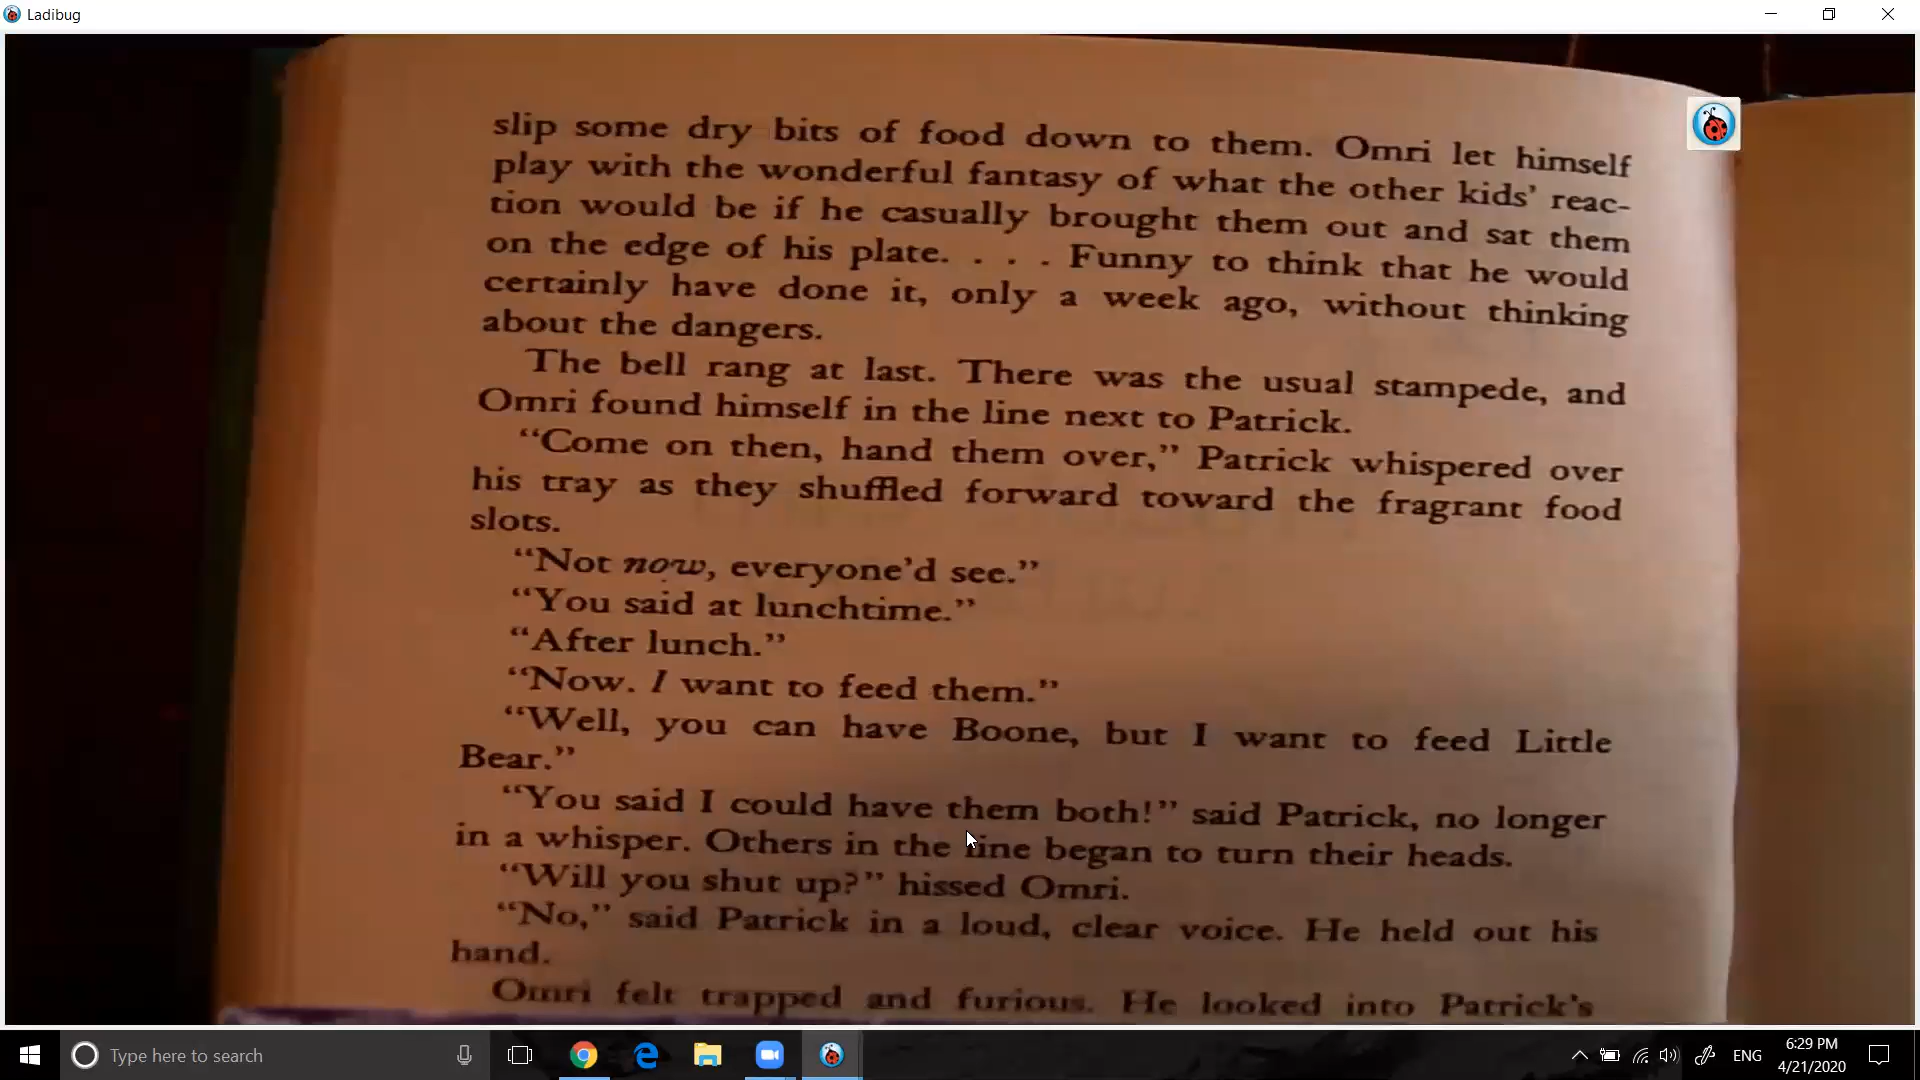 Ladibug
slip some dry bits of food down to them. Omri let himself
play with the wonderful fantasy of what the other kids' reac-
tion would be if he casually brought them out and sat them
on the edge of his plate. . . . Funny to think that he would
certainly have done it, only a week ago, without thinking
about the dangers.
The bell rang at last. There was the usual stampede, and
Omri found himself in the line next to Patrick.
"Come on then, hand them over," Patrick whispered over
his tray as they shuffled forward toward the fragrant food
slots.
"Not now, everyone'd see."
"You said at lunchtime."
"After lunch."
"Now. I want to feed them."
"Well, you can have Boone, but I want to feed Little
Bear."
"You said I could have them both!" said Patrick, no longer
in a whisper. Others in the line began to turn their heads.
"Will you shut up?" hissed Omri.
"No," said Patrick in a loud, clear voice. He held out his
hand.
Omri felt trapped and furious. He looked into Patrick's
Type here to search
ENG
6:29 PM
4/21/2020